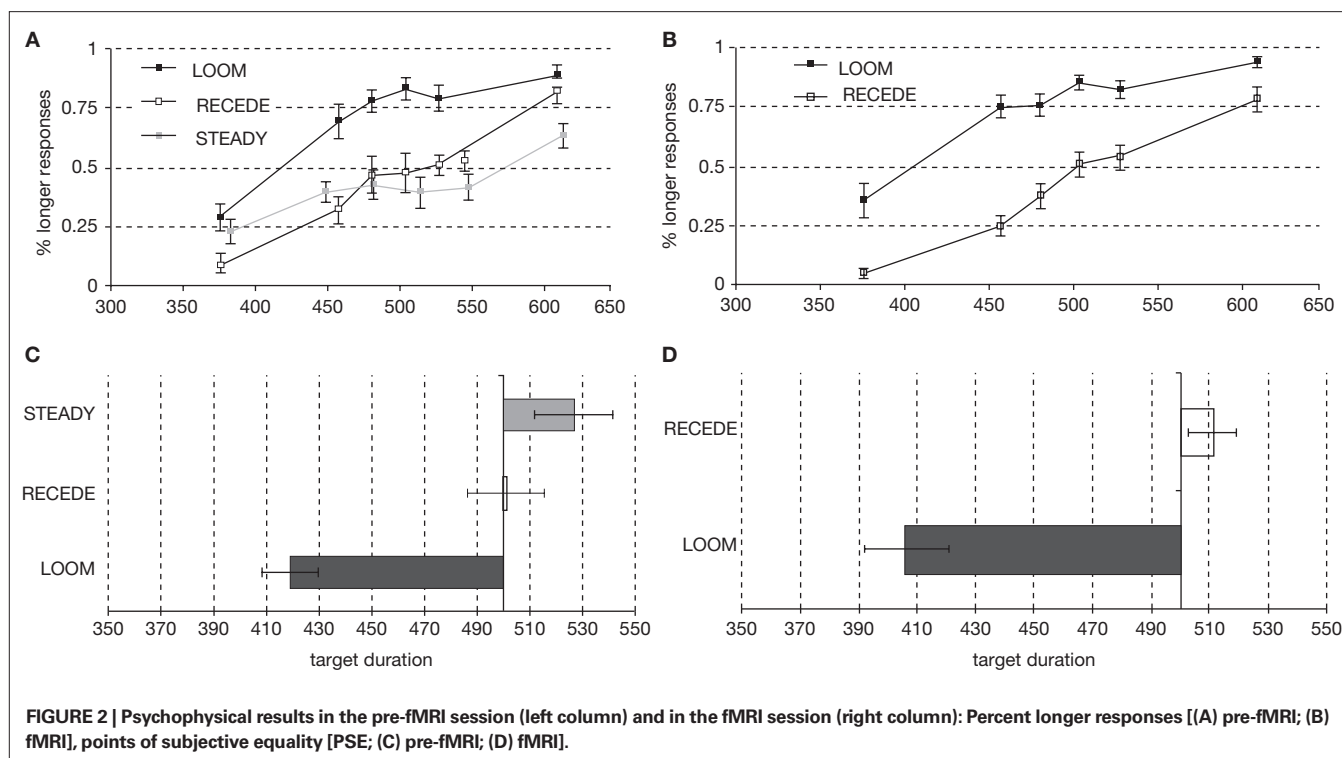 A
1
0.75
0.5
0.25
0
% longer responses
LOOM
RECEDE
STEADY
300 350 400 450 500 550 600 650
B
1
0.75
0.5
0.25
0
% longer responses
LOOM
RECEDE
300 350 400 450 500 550 600 650
C
STEADY
RECEDE
LOOM
350 370 390 410 430 450 470 490 510 530 550
target duration
D
RECEDE
LOOM
350 370 390 410 430 450 470 490 510 530 550
target duration
FIGURE 2 | Psychophysical results in the pre-fMRI session (left column) and in the fMRI session (right column): Percent longer responses [(A) pre-fMRI; (B)
fMRI], points of subjective equality [PSE; (C) pre-fMRI; (D) fMRI].